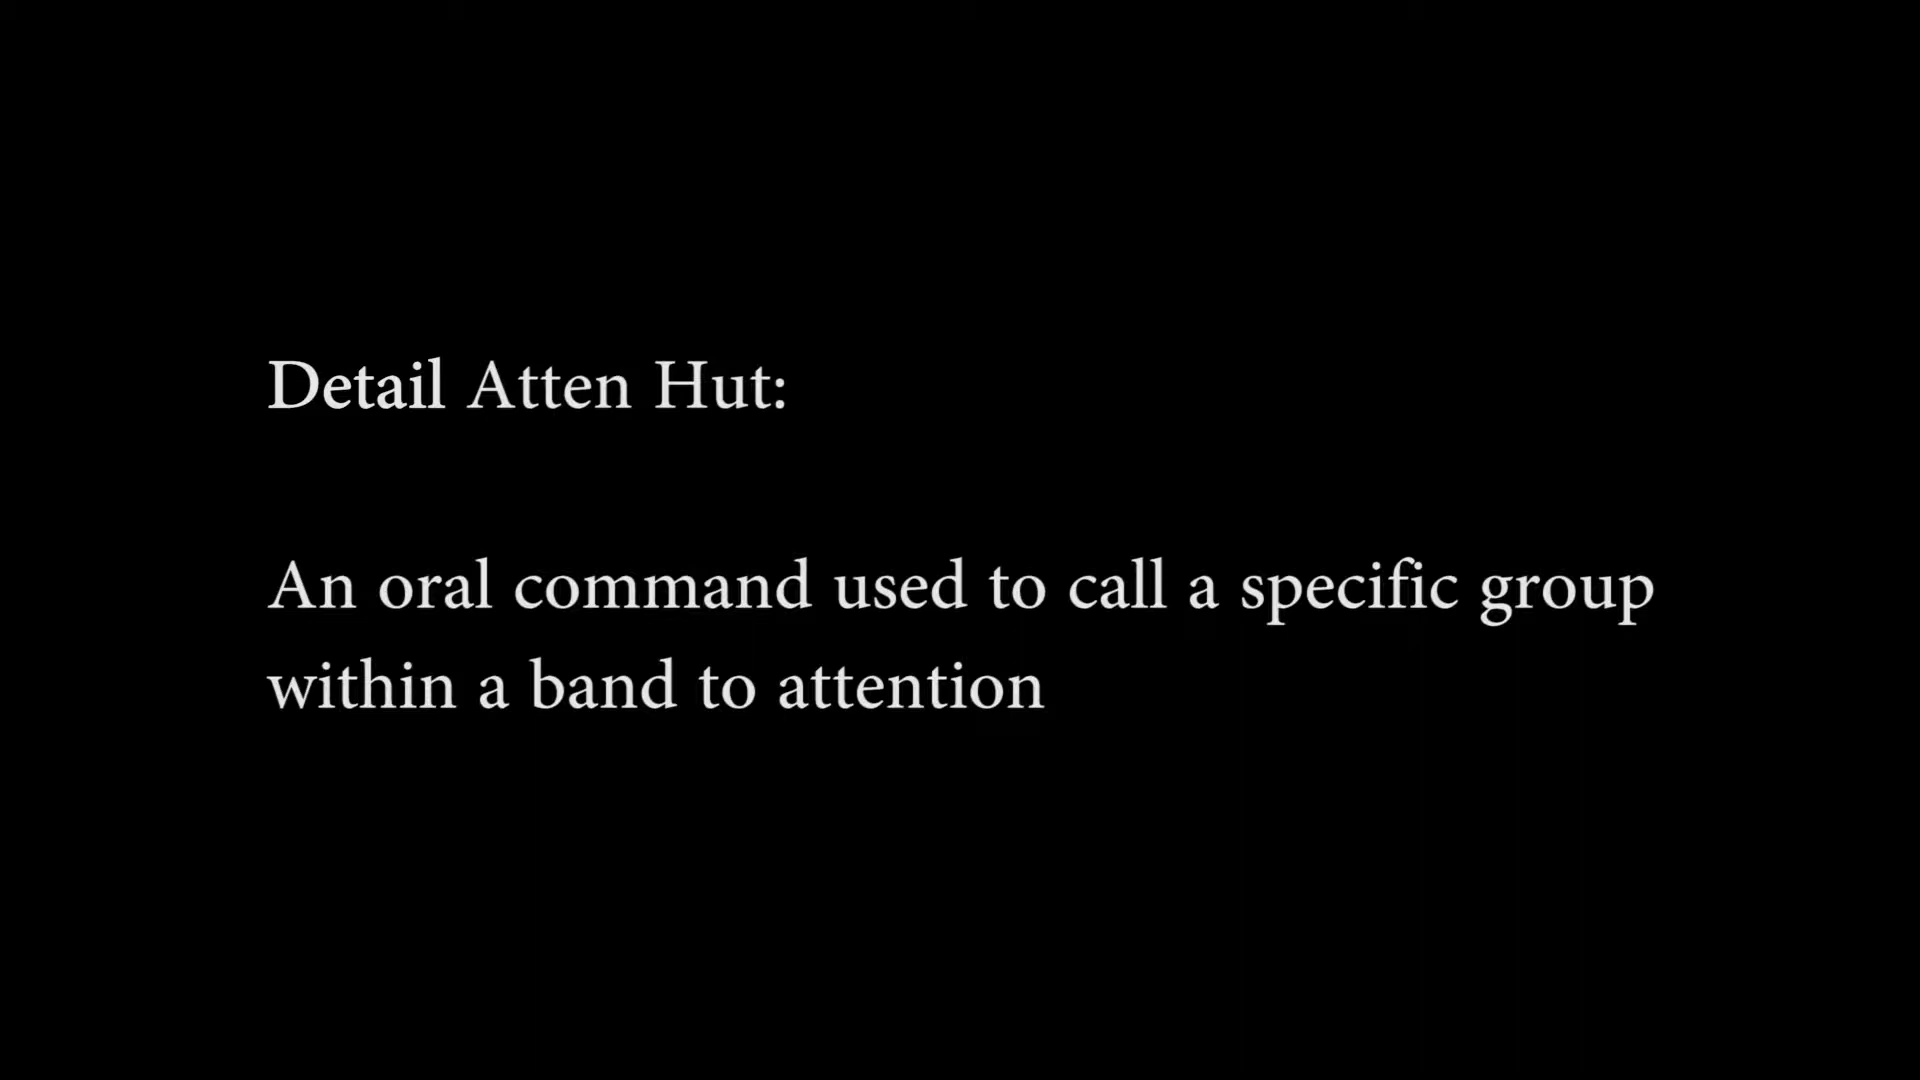 Detail Atten Hut:
An oral command used to call a specific group
within a band to attention